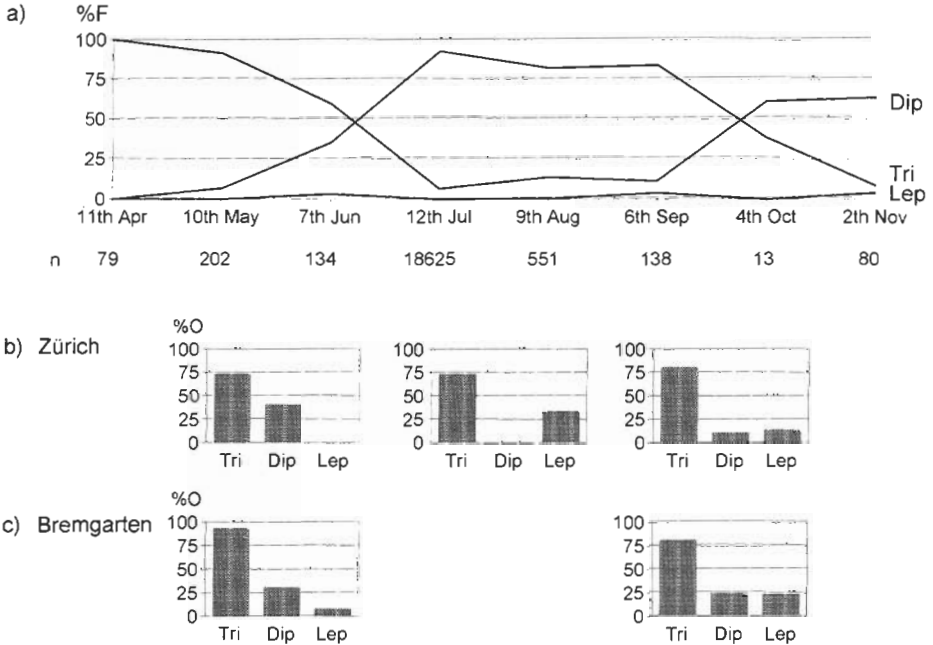 a)
%F
100
75
50
25
0
Dip
Tri
Lep
11th Apr 10th May 7th Jun 12th Jul 9th Aug 6th Sep 4th Oct 2th Nov
n 79 202 134 18625 551 138 13 80
b) Zürich
%O
100 100 100
75 75 75
50 50 50
25 25 25
0 0 0
Tri Dip Lep Tri Dip Lep Tri Dip Lep
c) Bremgarten
%O
100 100
75 75
50 50
25 25
0 0
Tri Dip Lep Tri Dip Lep